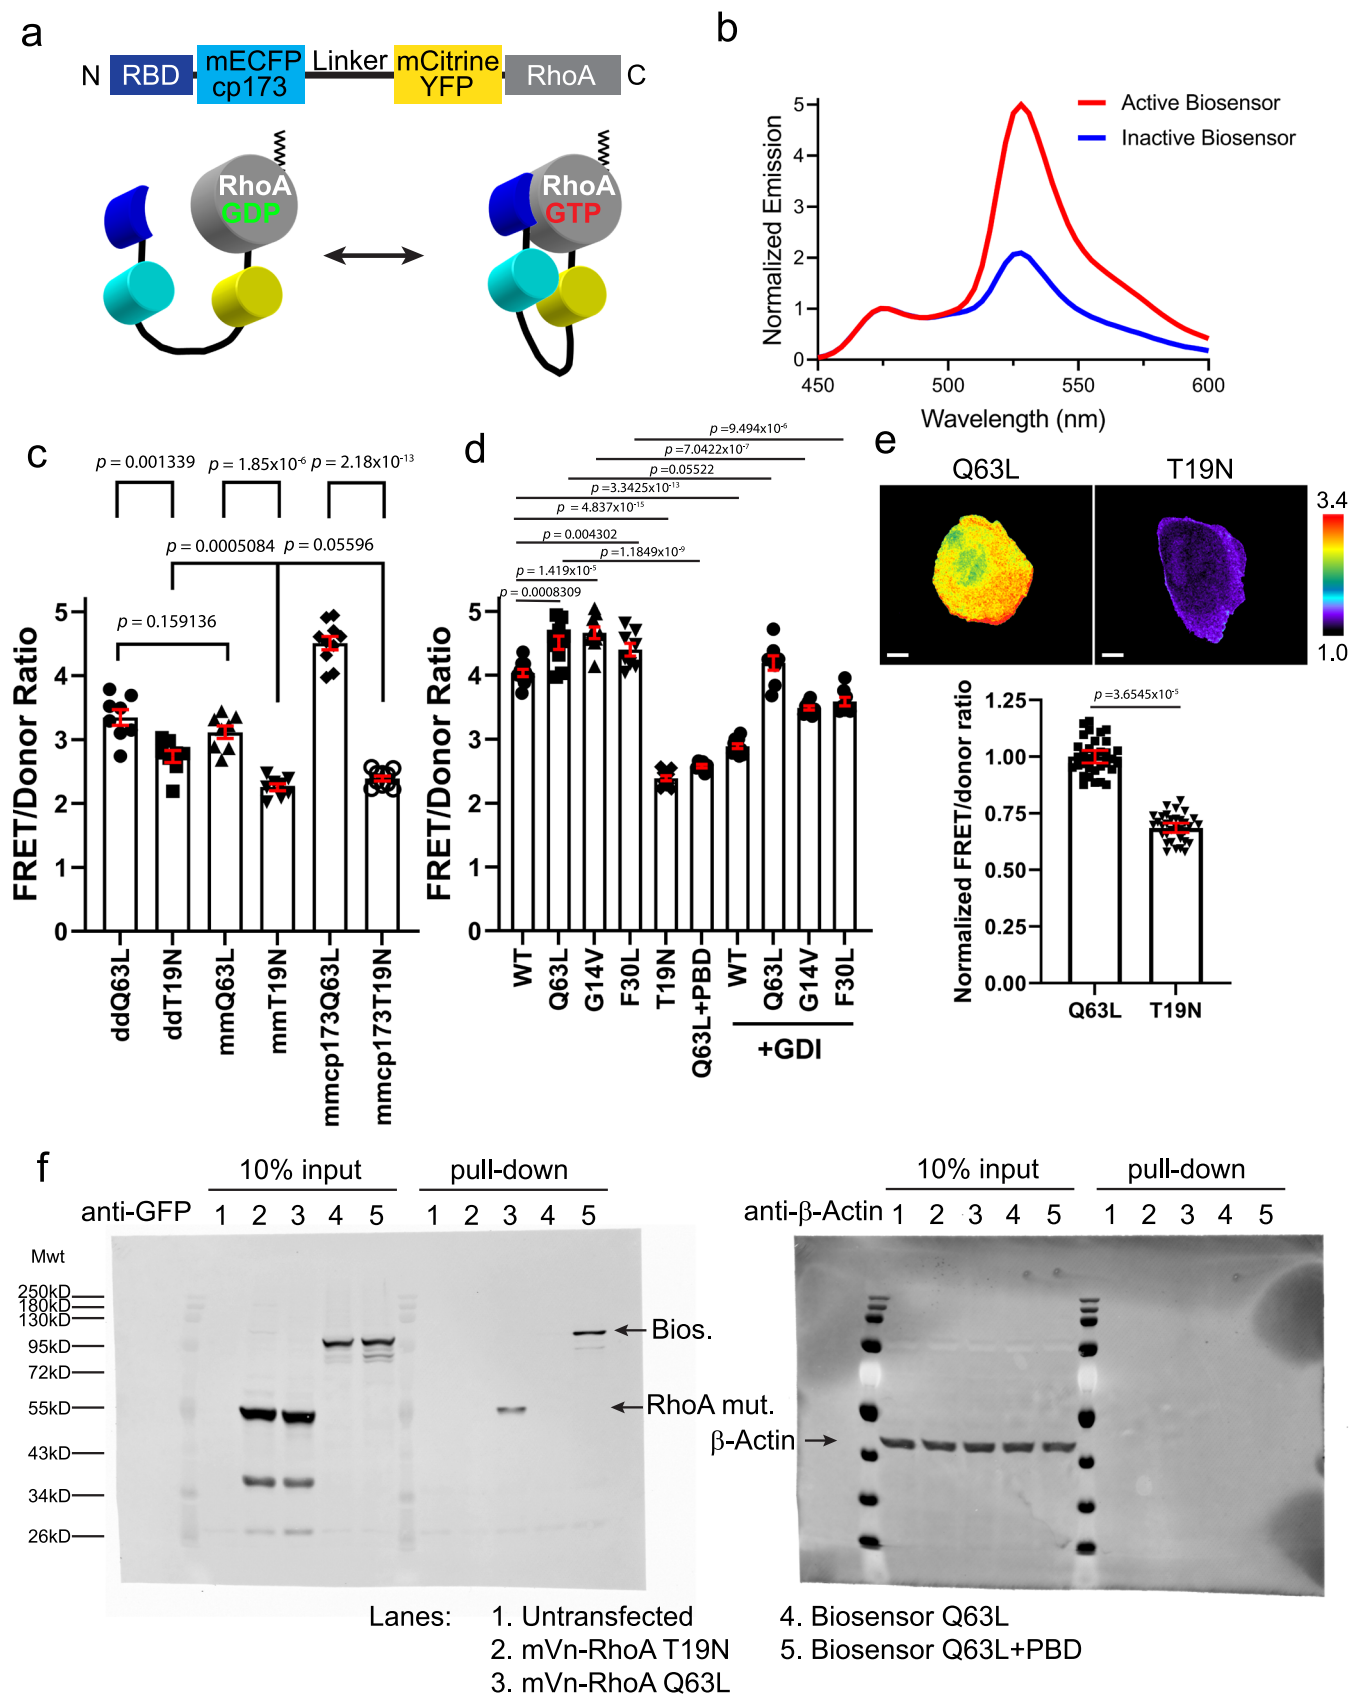 a
N RBD mECFP cp173 Linker mCitrine YFP RhoA C
RhoA
GDP
RhoA
GTP
b
Active Biosensor
Inactive Biosensor
Normalized Emission
5
4
5
2
1
0
450 500 550 600
Wavelength (nm)
c
p = 0.001339 p = 1.85x10-6 p = 2.18x10-13
p = 0.0005084 p = 0.05596
p = 0.159136
FRET/Donor Ratio
5
4
3
2
1
0
ddQ63L
ddT19N
mmQ63L
mmT19N
mmcp173Q63L
mmcp173T19N
d
p =9.494x10-6
p =7.0422x10-7
p =0.05522
p =3.3425x10-13
p = 4.837x10-15
p = 0.004302
p =1.1849x10-9
p = 1.419x10-5
p = 0.0008309
FRET/Donor Ratio
5
4
3
2
1
0
WT
Q63L
G14V
F30L
T19N
Q63L+PBD
WT
Q63L
G14V
F30L
+GDI
e
Q63L T19N
3.4
1.0
Normalized FRET/donor ratio
p =3.6545x10-5
1.25
1.00
0.75
0.50
0.25
0.00
Q63L T19N
f
10% input pull-down
anti-GFP 1 2 3 4 5 1 2 3 4 5
Mwt
250kD
180kD
130kD
95kD
72kD
55kD
43kD
34kD
26kD
Bios.
RhoA mut.
10% input pull-down
anti-β-Actin 1 2 3 4 5 1 2 3 4 5
β-Actin
Lanes: 1. Untransfected
2. mVn-RhoA T19N
3. mVn-RhoA Q63L
4. Biosensor Q63L
5. Biosensor Q63L+PBD